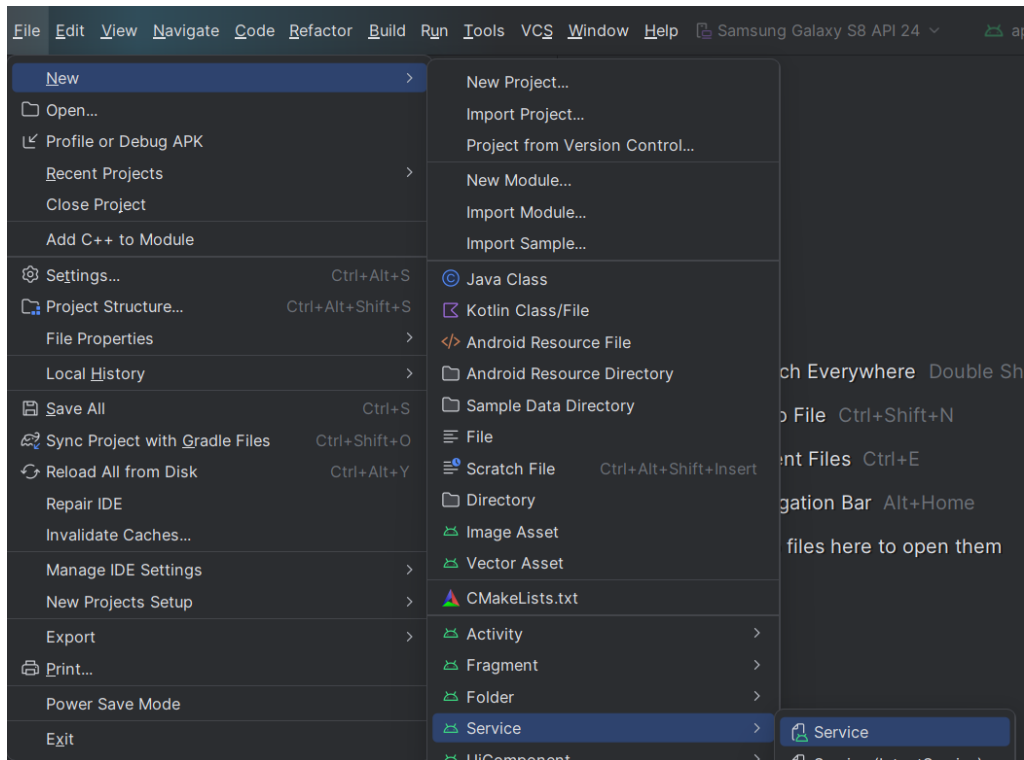 File Edit View Navigate Code Refactor Build Run Tools VCS Window Help Samsung Galaxy S8 API 24
New
Open...
Profile or Debug APK
Recent Projects
Close Project
Add C++ to Module
Settings... Ctrl+Alt+S
Project Structure... Ctrl+Alt+Shift+S
File Properties
Local History
Save All Ctrl+S
Sync Project with Gradle Files Ctrl+Shift+O
Reload All from Disk Ctrl+Alt+Y
Repair IDE
Invalidate Caches...
Manage IDE Settings
New Projects Setup
Export
Print...
Power Save Mode
Exit
New Project...
Import Project...
Project from Version Control...
New Module...
Import Module...
Import Sample...
Java Class
Kotlin Class/File
Android Resource File
Android Resource Directory
Sample Data Directory
File
Scratch File Ctrl+Alt+Shift+Insert
Directory
Image Asset
Vector Asset
CMakeLists.txt
Activity
Fragment
Folder
Service
UiComponent
Service
ch Everywhere Double Sh
File Ctrl+Shift+N
nt Files Ctrl+E
gation Bar Alt+Home
files here to open them